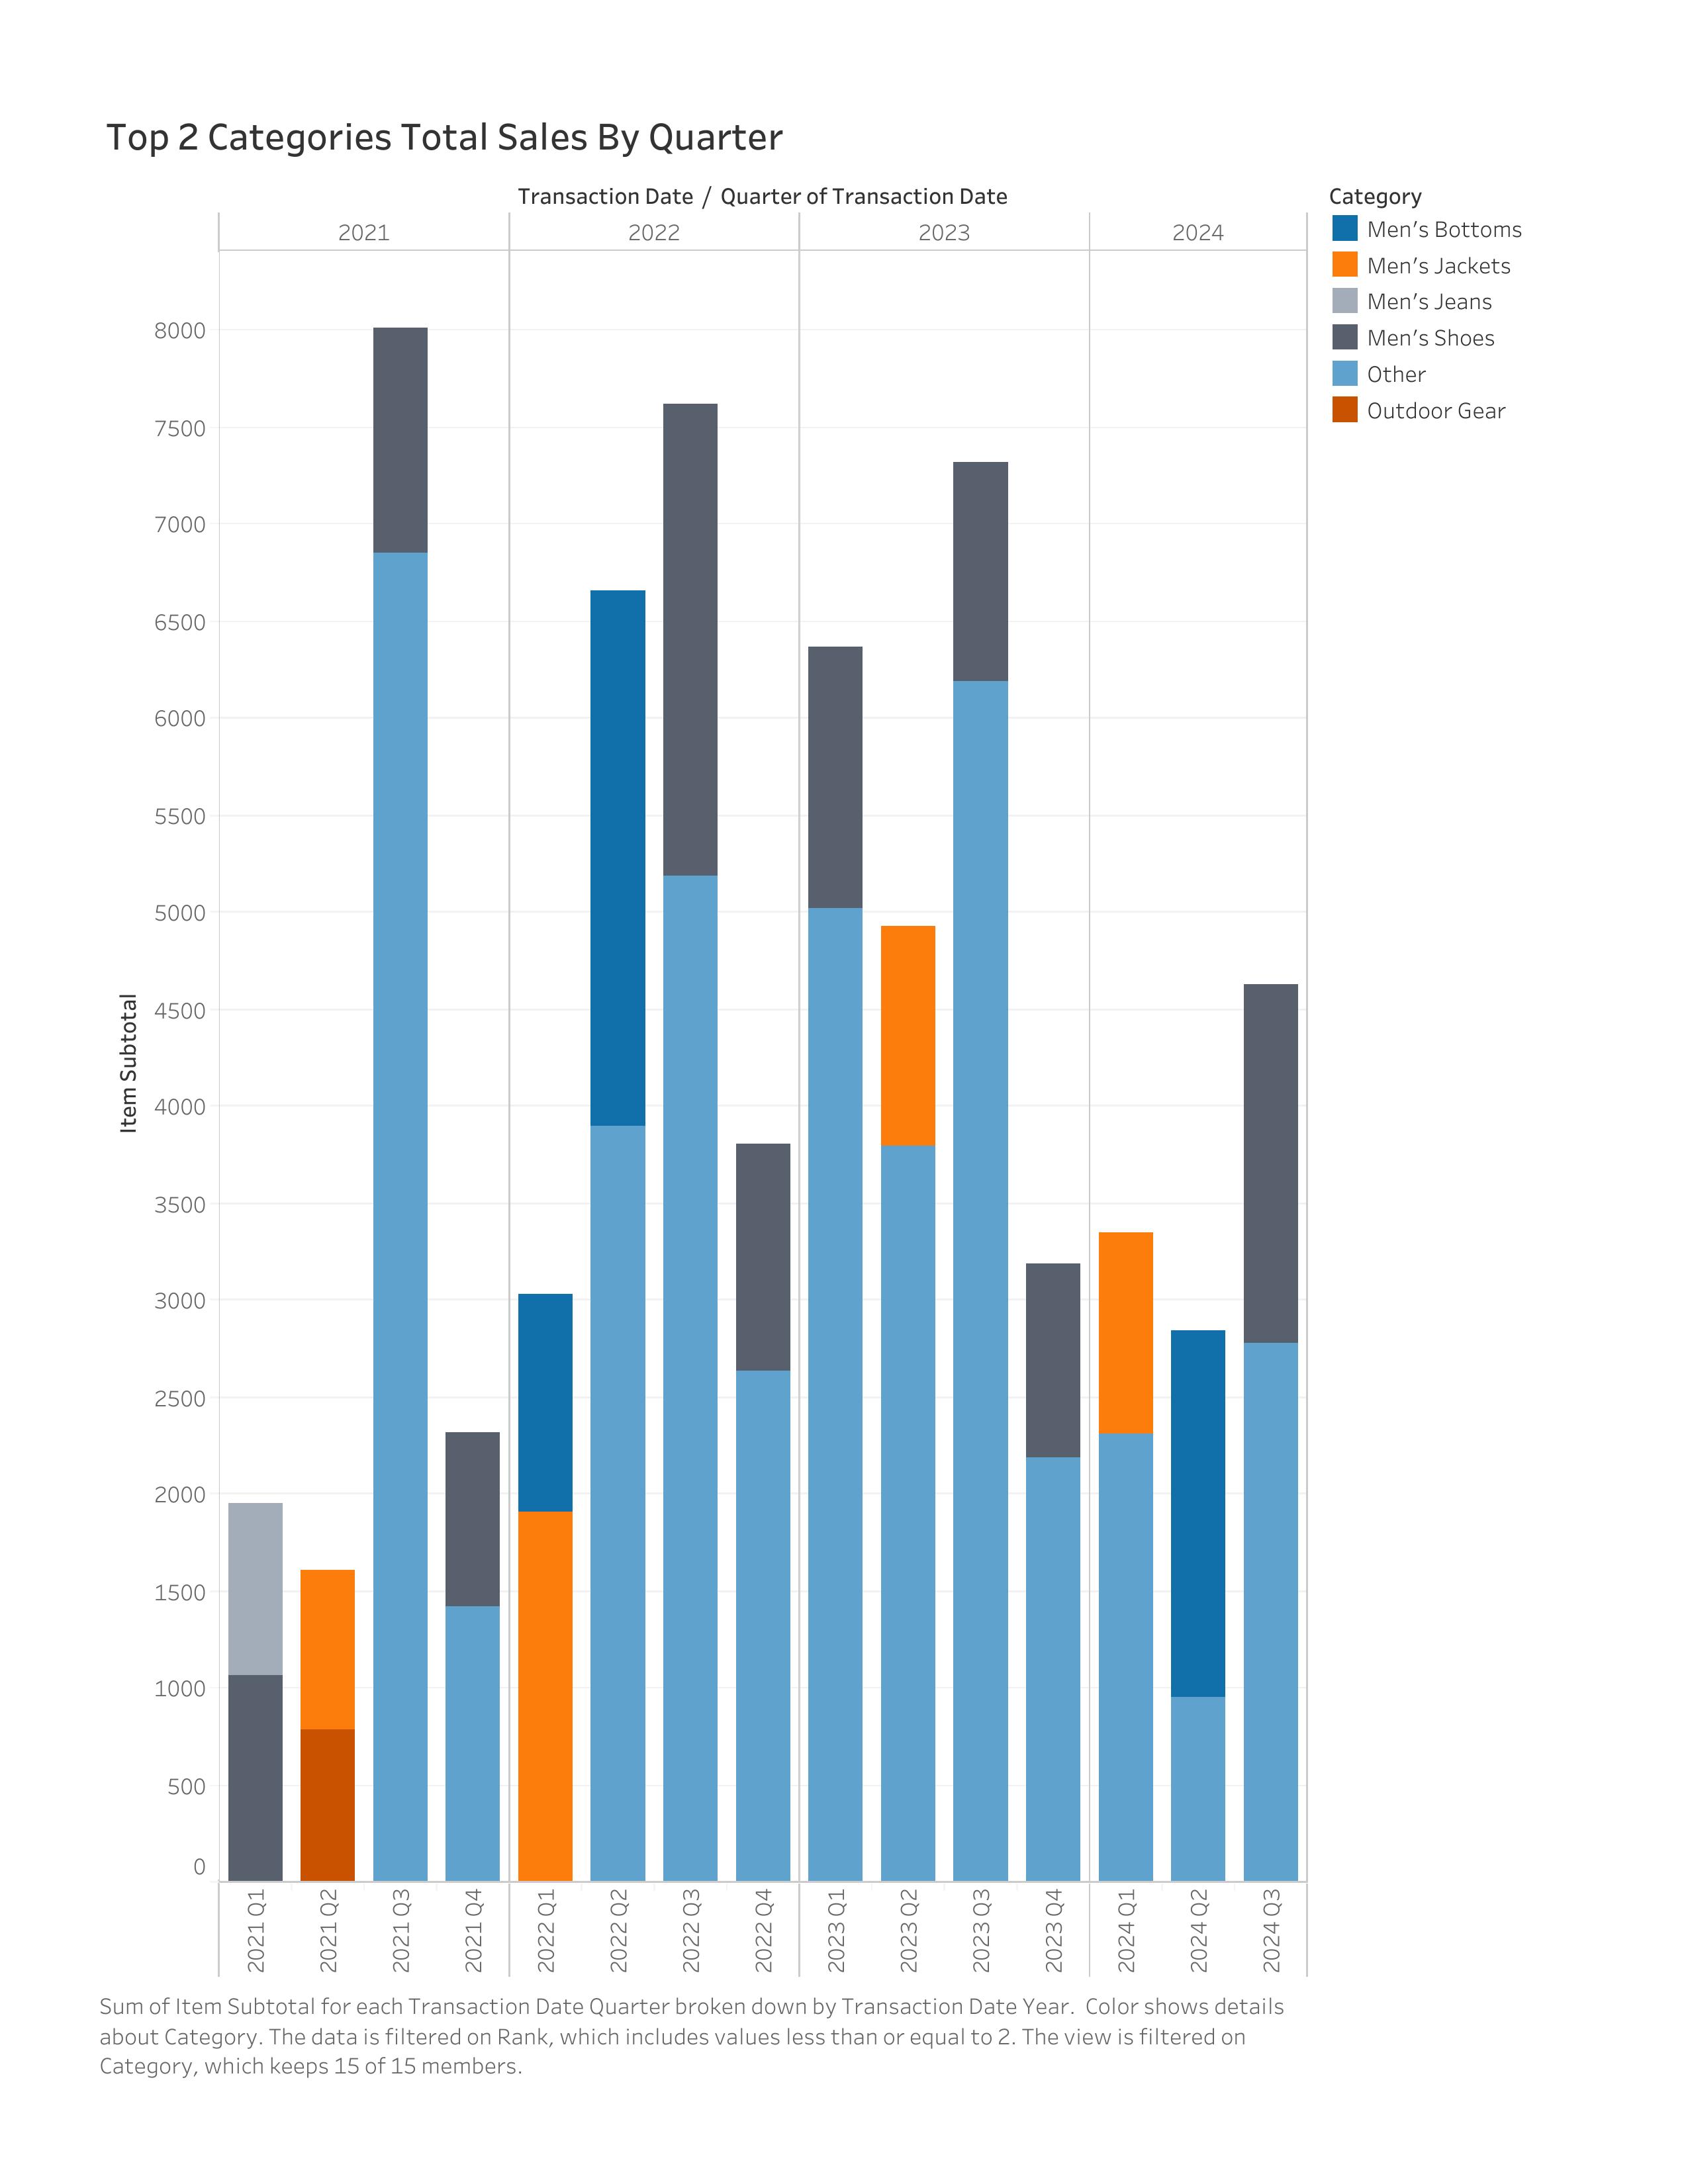 Top 2 Categories Total Sales By Quarter
Transaction Date / Quarter of Transaction Date
2021 2022 2023 2024
Category
Men's Bottoms
Men's Jackets
Men's Jeans
Men's Shoes
Other
Outdoor Gear
8000
7500
7000
6500
6000
5500
5000
4500
4000
3500
3000
2500
2000
1500
1000
500
0
Item Subtotal
2021 Q1
2021 Q2
2021 Q3
2021 Q4
2022 Q1
2022 Q2
2022 Q3
2022 Q4
2023 Q1
2023 Q2
2023 Q3
2023 Q4
2024 Q1
2024 Q2
2024 Q3
Sum of Item Subtotal for each Transaction Date Quarter broken down by Transaction Date Year.  Color shows details
about Category. The data is filtered on Rank, which includes values less than or equal to 2. The view is filtered on
Category, which keeps 15 of 15 members.